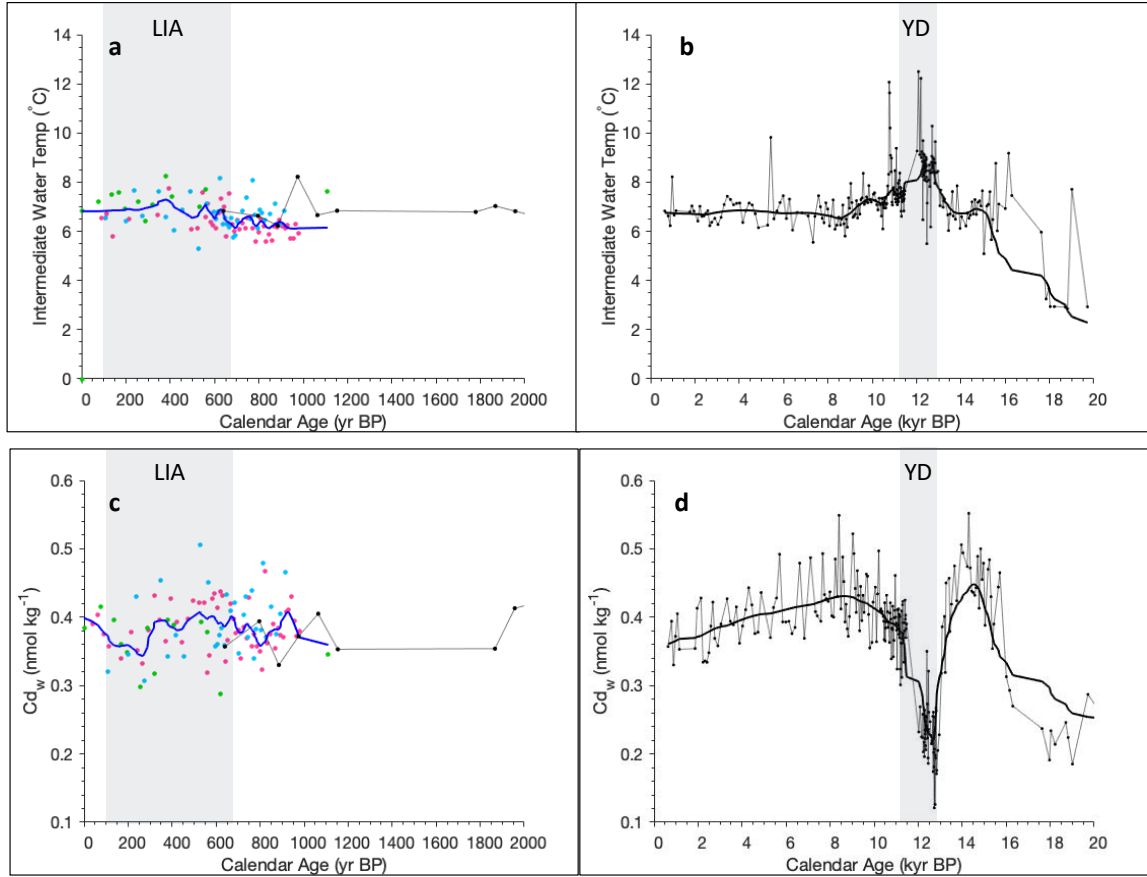 LIA
a
14
12
10
8
6
4
2
0
Intermediate Water Temp (°C)
0 200 400 600 800 1000 1200 1400 1600 1800 2000
Calendar Age (yr BP)
YD
b
14
12
10
8
6
4
2
0
Intermediate Water Temp (°C)
0 2 4 6 8 10 12 14 16 18 20
Calendar Age (kyr BP)
LIA
c
0.6
0.5
0.4
0.3
0.2
0.1
Cdw (nmol kg-1)
0 200 400 600 800 1000 1200 1400 1600 1800 2000
Calendar Age (yr BP)
YD
d
0.6
0.5
0.4
0.3
0.2
0.1
Cdw (nmol kg-1)
0 2 4 6 8 10 12 14 16 18 20
Calendar Age (kyr BP)